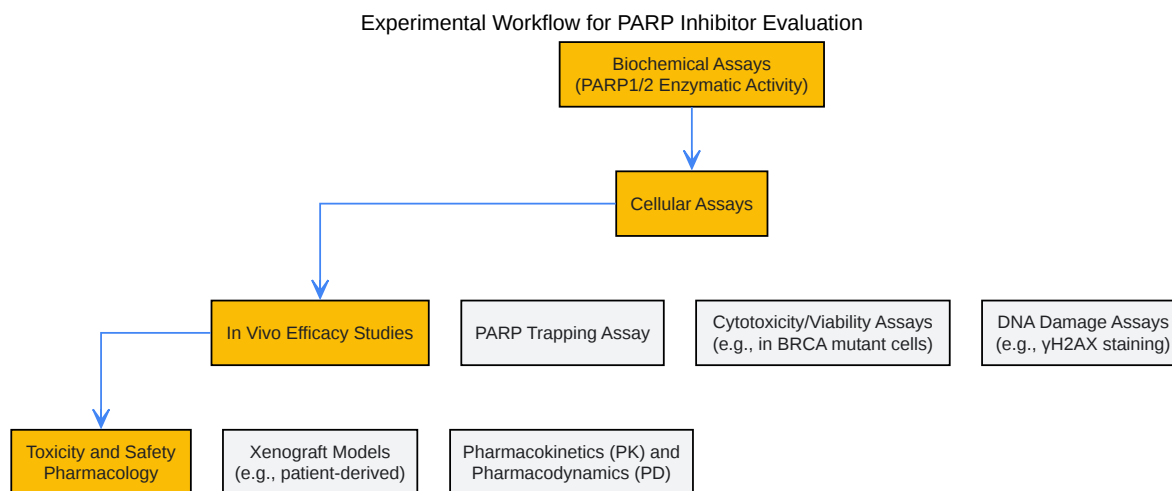 Experimental Workflow for PARP Inhibitor Evaluation
Biochemical Assays
(PARP1/2 Enzymatic Activity)
Cellular Assays
In Vivo Efficacy Studies
PARP Trapping Assay
Cytotoxicity/Viability Assays
(e.g., in BRCA mutant cells)
DNA Damage Assays
(e.g., γH2AX staining)
Toxicity and Safety
Pharmacology
Xenograft Models
(e.g., patient-derived)
Pharmacokinetics (PK) and
Pharmacodynamics (PD)